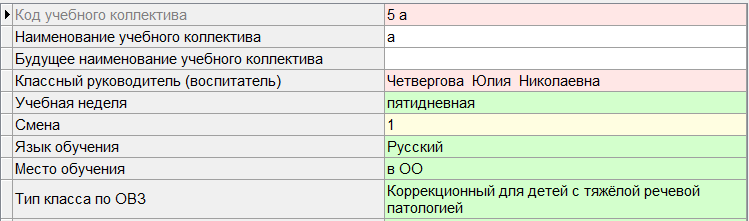 Код учебного коллектива 5 а
Наименование учебного коллектива а
Будущее наименование учебного коллектива
Классный руководитель (воспитатель) Четвергова Юлия Николаевна
Учебная неделя пятидневная
Смена 1
Язык обучения Русский
Место обучения в ОО
Тип класса по ОВЗ Коррекционный для детей с тяжёлой речевой
патологией